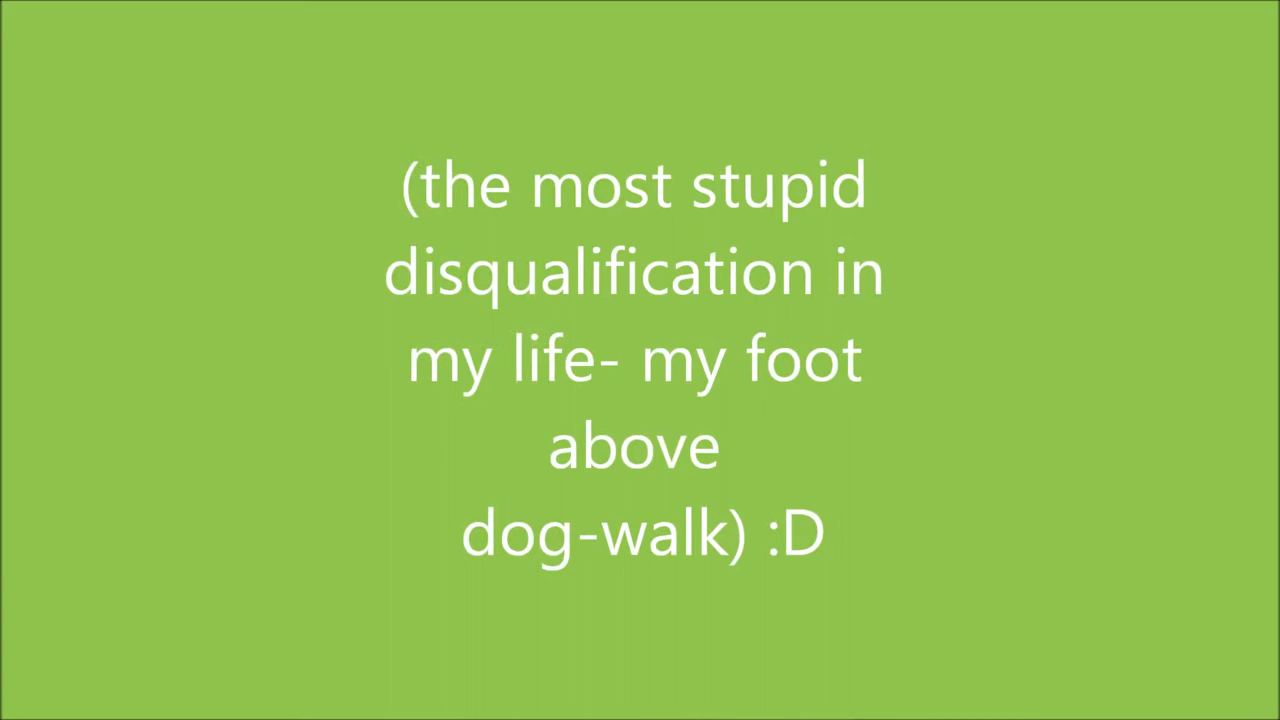 (the most stupid
disqualification in
my life- my foot
above
dog-walk) :D